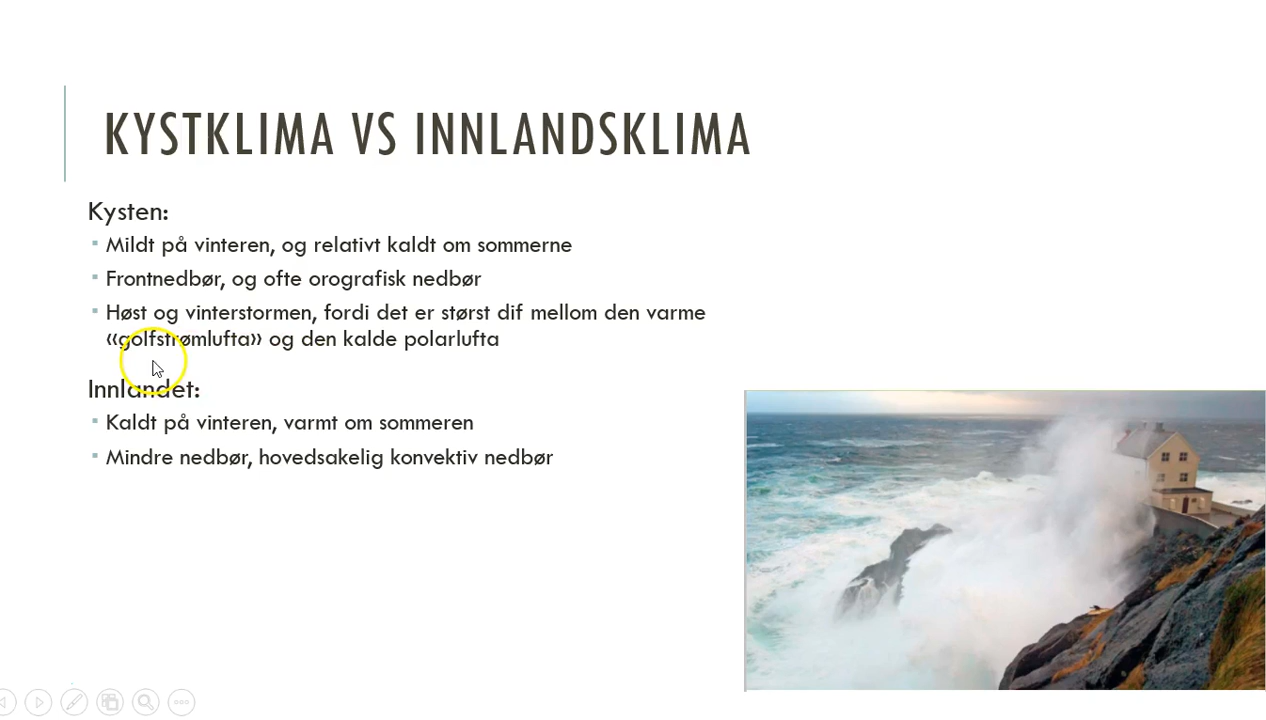 KYSTKLIMA VS INNLANDSKLIMA
Kysten:
Mildt på vinteren, og relativt kaldt om sommerne
Frontnedbør, og ofte orografisk nedbør
Høst og vinterstormen, fordi det er størst dif mellom den varme
«golfstrømlufta» og den kalde polarlufta
Innlandet:
Kaldt på vinteren, varmt om sommeren
Mindre nedbør, hovedsakelig konvektiv nedbør